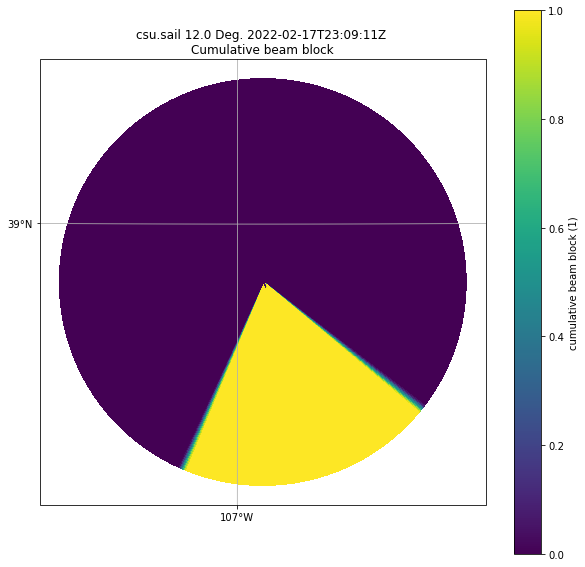 csu.sail 12.0 Deg. 2022-02-17T23:09:11Z
Cumulative beam block
39°N
107°W
1.0
0.8
0.6
0.4
0.2
0.0
cumulative beam block (1)